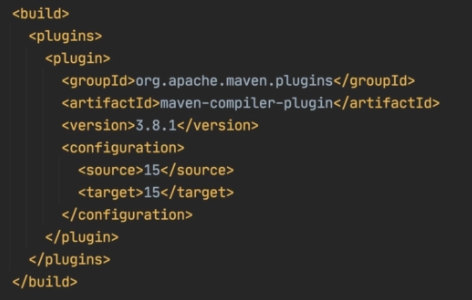 <build>
<plugins>
<plugin>
<groupId>org.apache.maven.plugins</groupId>
<artifactId>maven-compiler-plugin</artifactId>
<version>3.8.1</version>
<configuration>
<source>15</source>
<target>15</target>
</configuration>
</plugin>
</plugins>
</build>